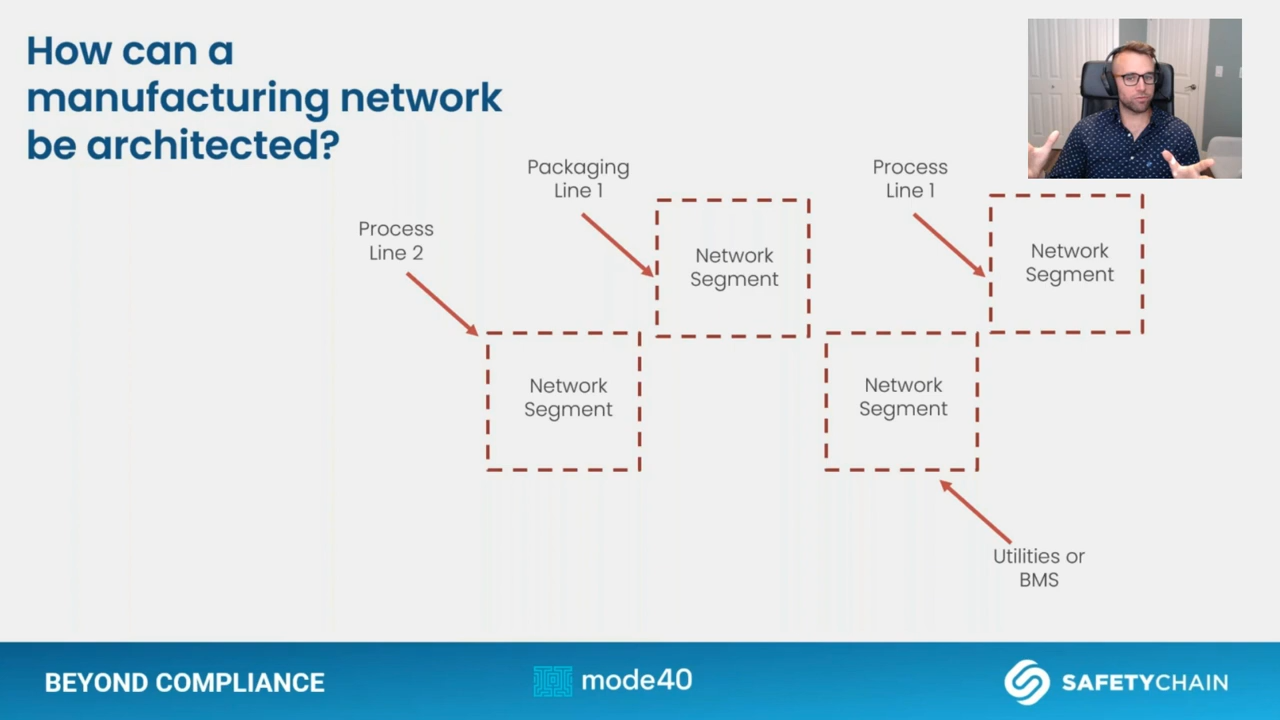 How can a
manufacturing network
be architected?
Packaging
Line 1
Process
Line 1
Process
Line 2
Network
Segment
Network
Segment
Network
Segment
Network
Segment
Utilities or
BMS
BEYOND COMPLIANCE
mode40
SAFETYCHAIN